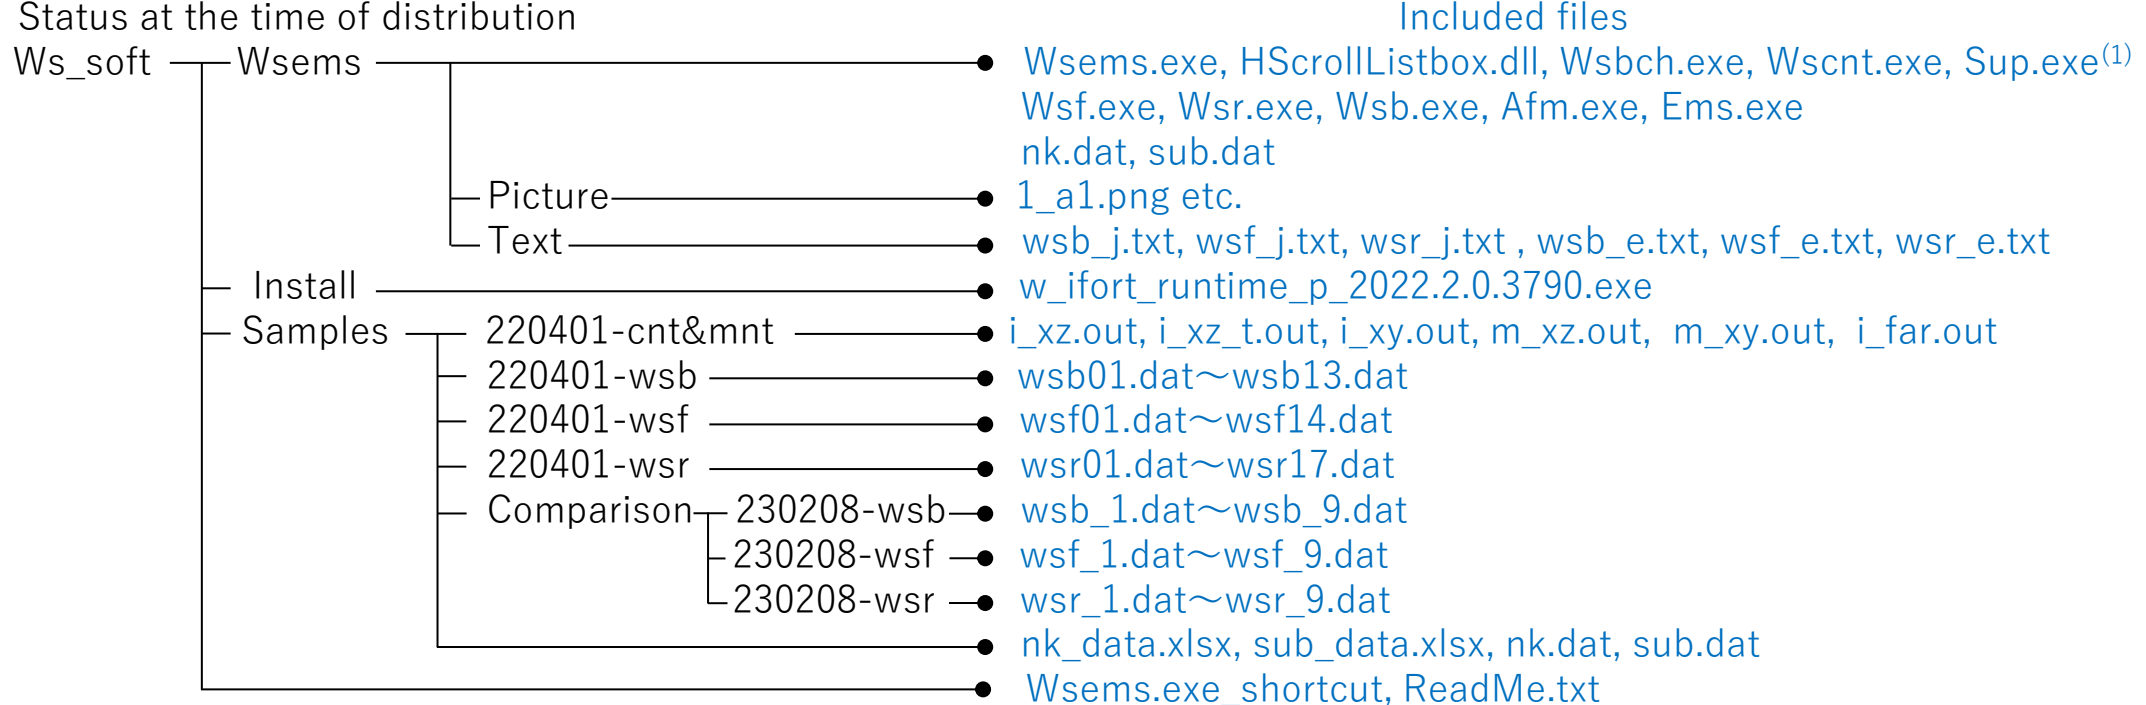 Status at the time of distribution Included files
Ws_soft Wsems Wsems.exe, HScrollListbox.dll, Wsbch.exe, Wscnt.exe, Sup.exe(1)
Wsf.exe, Wsr.exe, Wsb.exe, Afm.exe, Ems.exe
nk.dat, sub.dat
Picture 1_a1.png etc.
Text wsb_j.txt, wsf_j.txt, wsr_j.txt , wsb_e.txt, wsf_e.txt, wsr_e.txt
Install w_ifort_runtime_p_2022.2.0.3790.exe
Samples 220401-cnt&mnt i_xz.out, i_xz_t.out, i_xy.out, m_xz.out, m_xy.out, i_far.out
220401-wsb wsb01.dat～wsb13.dat
220401-wsf wsf01.dat～wsf14.dat
220401-wsr wsr01.dat～wsr17.dat
Comparison 230208-wsb wsb_1.dat～wsb_9.dat
230208-wsf wsf_1.dat～wsf_9.dat
230208-wsr wsr_1.dat～wsr_9.dat
nk_data.xlsx, sub_data.xlsx, nk.dat, sub.dat
Wsems.exe_shortcut, ReadMe.txt